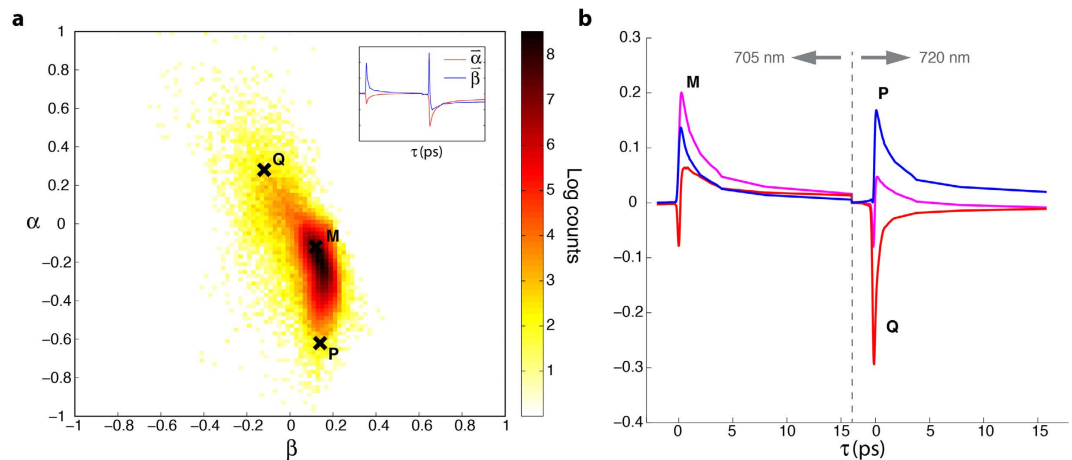 a
1
0.8
0.6
0.4
0.2
0
−0.2
−0.4
−0.6
−0.8
−1
α
−1 −0.8 −0.6 −0.4 −0.2 0 0.2 0.4 0.6 0.8 1
β
Q
M
P
α
β
τ(ps)
8
7
6
5
4
3
2
1
Log counts
b
0.3
0.2
0.1
0
−0.1
−0.2
−0.3
−0.4
705 nm 720 nm
M
P
Q
0 5 10 15 0 5 10 15
τ(ps)